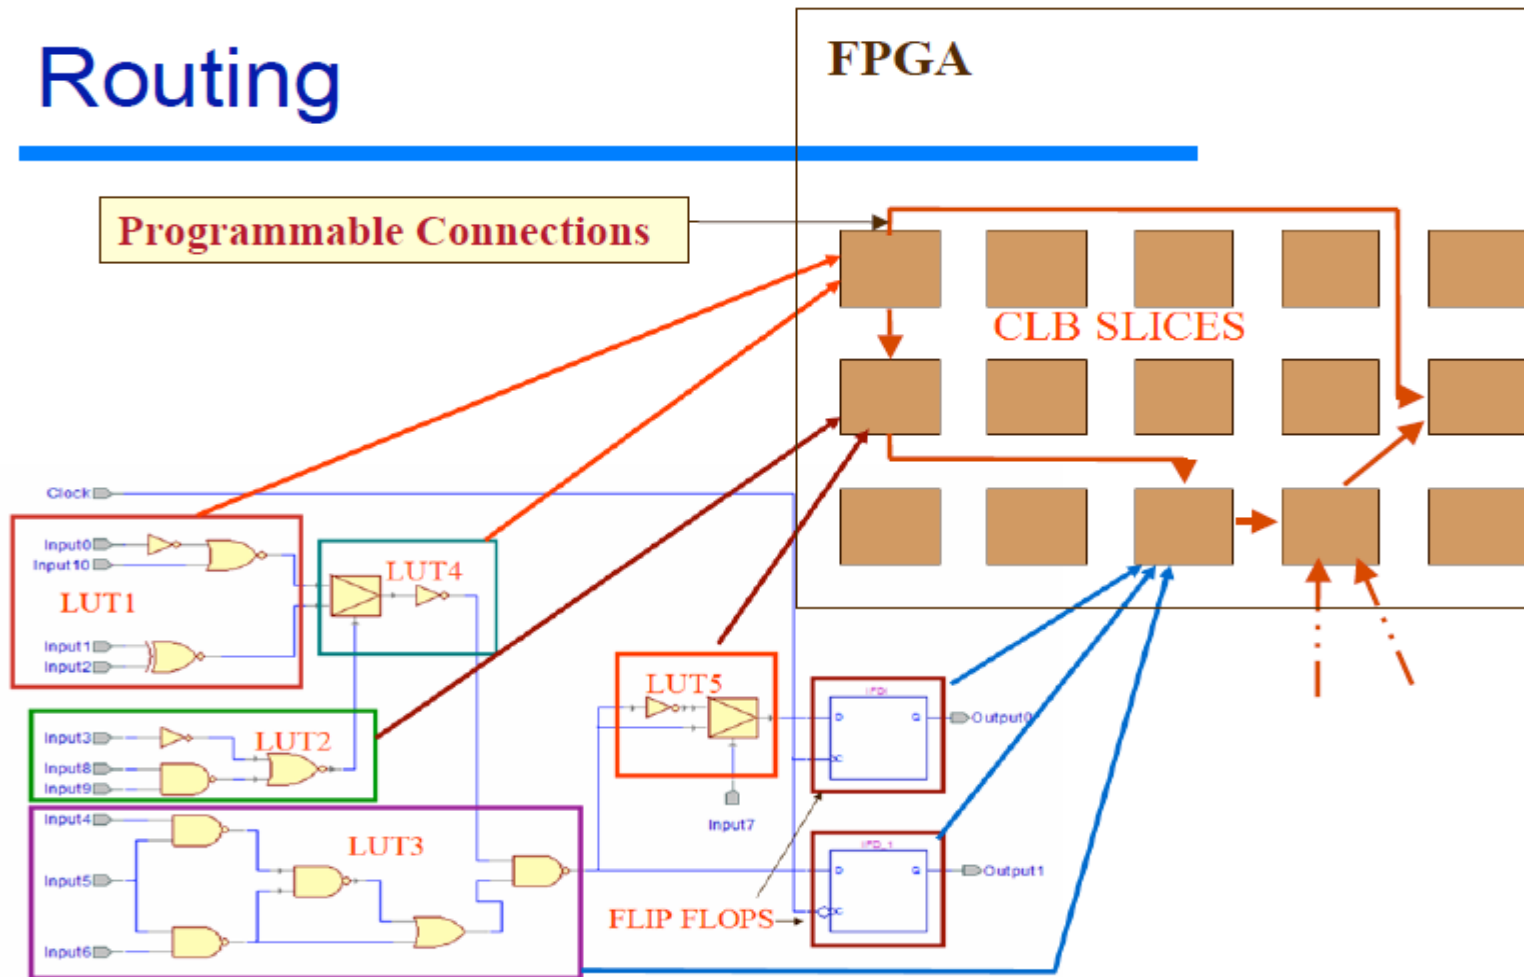 Routing
FPGA
Programmable Connections
CLB SLICES
Clock
Input0
Input10
LUT1
LUT4
Input1
Input2
LUT5
Output0
Input3
LUT2
Input8
Input9
Input7
Input4
LUT3
Input5
Output1
FLIP FLOPS
Input6
D
Q
C
D
Q
C